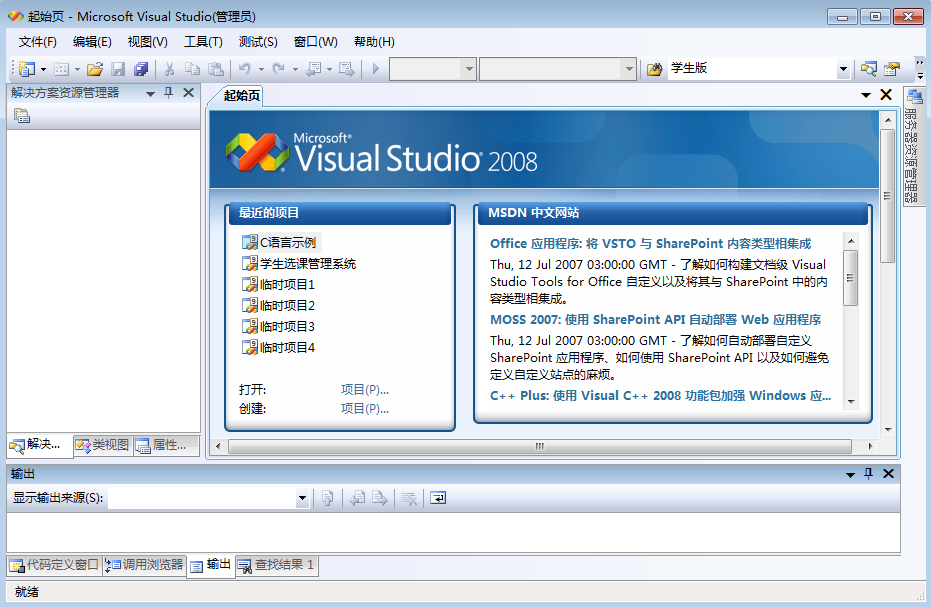 起始页 - Microsoft Visual Studio(管理员)
文件(F) 编辑(E) 视图(V) 工具(T) 测试(S) 窗口(W) 帮助(H)
学生版
解决方案资源管理器
起始页
服务器资源管理器
Microsoft®
Visual Studio® 2008
最近的项目
C语言示例
学生选课管理系统
临时项目1
临时项目2
临时项目3
临时项目4
打开: 项目(P)...
创建: 项目(P)...
MSDN 中文网站
Office 应用程序: 将 VSTO 与 SharePoint 内容类型相集成
Thu, 12 Jul 2007 03:00:00 GMT - 了解如何构建文档级 Visual
Studio Tools for Office 自定义以及将其与 SharePoint 中的内
容类型相集成。
MOSS 2007: 使用 SharePoint API 自动部署 Web 应用程序
Thu, 12 Jul 2007 03:00:00 GMT - 了解如何自动部署自定义
SharePoint 应用程序、如何使用 SharePoint API 以及如何避免
定义自定义站点的麻烦。
C++ Plus: 使用 Visual C++ 2008 功能包加强 Windows 应...
解决... 类视图 属性...
输出
显示输出来源(S):
代码定义窗口 调用浏览器 输出 查找结果 1
就绪